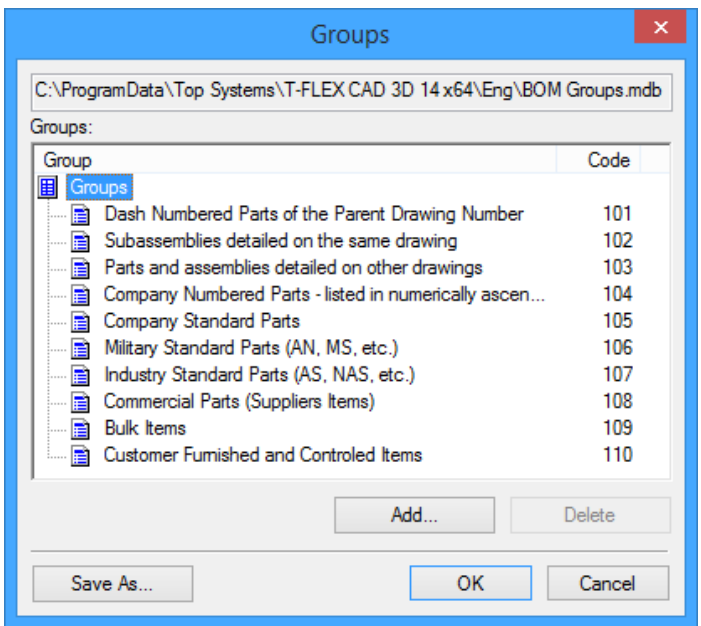 Groups
C:\ProgramData\Top Systems\T-FLEX CAD 3D 14 x64\Eng\BOM Groups.mdb
Groups:
Group Code
Groups
Dash Numbered Parts of the Parent Drawing Number 101
Subassemblies detailed on the same drawing 102
Parts and assemblies detailed on other drawings 103
Company Numbered Parts - listed in numerically ascen... 104
Company Standard Parts 105
Military Standard Parts (AN, MS, etc.) 106
Industry Standard Parts (AS, NAS, etc.) 107
Commercial Parts (Suppliers Items) 108
Bulk Items 109
Customer Furnished and Controled Items 110
Add... Delete
Save As... OK Cancel